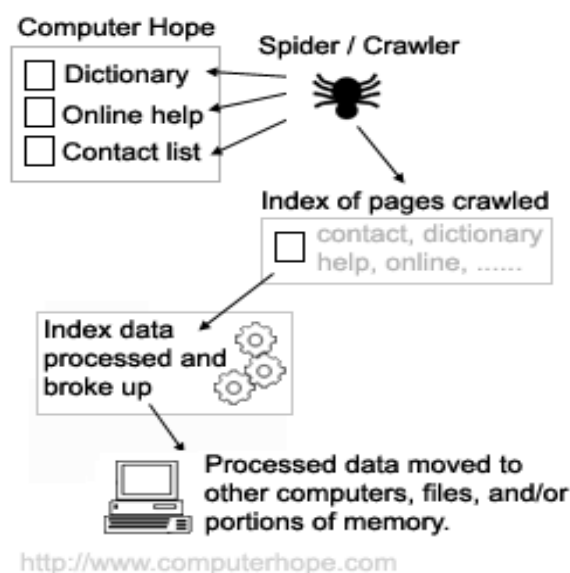 Computer Hope
Spider / Crawler
Dictionary
Online help
Contact list
Index of pages crawled
contact, dictionary
help, online, ......
Index data
processed and
broke up
Processed data moved to
other computers, files, and/or
portions of memory.
http://www.computerhope.com